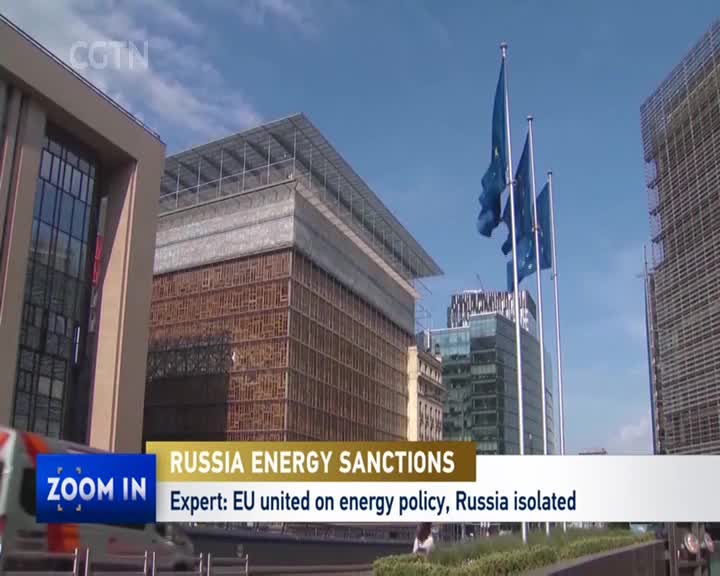 CGTN
RUSSIA ENERGY SANCTIONS
ZOOM IN
Expert: EU united on energy policy, Russia isolated